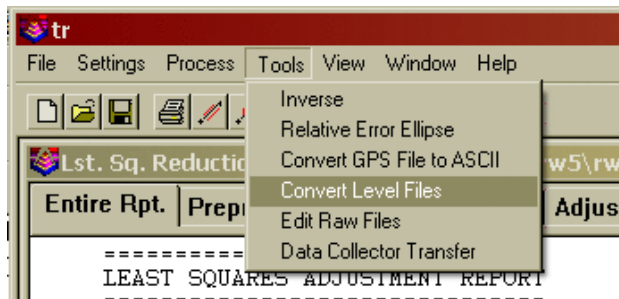 tr
File Settings Process Tools View Window Help
Inverse
Relative Error Ellipse
Convert GPS File to ASCII
Convert Level Files
Edit Raw Files
Data Collector Transfer
Lst. Sq. Reductio rw5\rw
Entire Rpt. Prepr Adjus
===========
LEAST SQUARES ADJUSTMENT REPORT